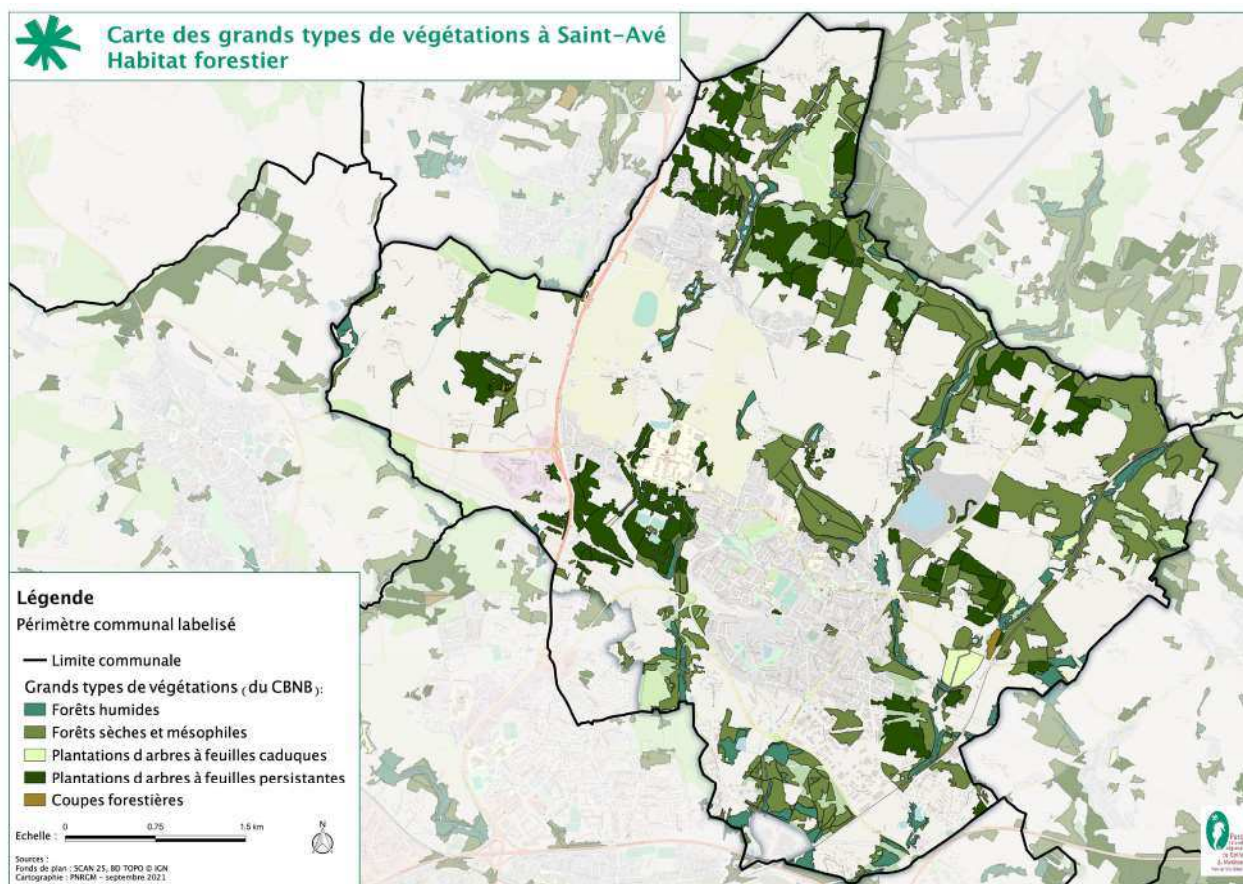 Carte des grands types de végétations à Saint-Avé
Habitat forestier
Légende
Périmètre communal labelisé
Limite communale
Grands types de végétations (du CBNB):
Forêts humides
Forêts sèches et mésophiles
Plantations d arbres à feuilles caduques
Plantations d arbres à feuilles persistantes
Coupes forestières
Echelle :
0 0.75 1.5 km
N
Sources :
Fonds de plan : SCAN 25, BD TOPO © IGN
Cartographie : PNRGM - septembre 2021